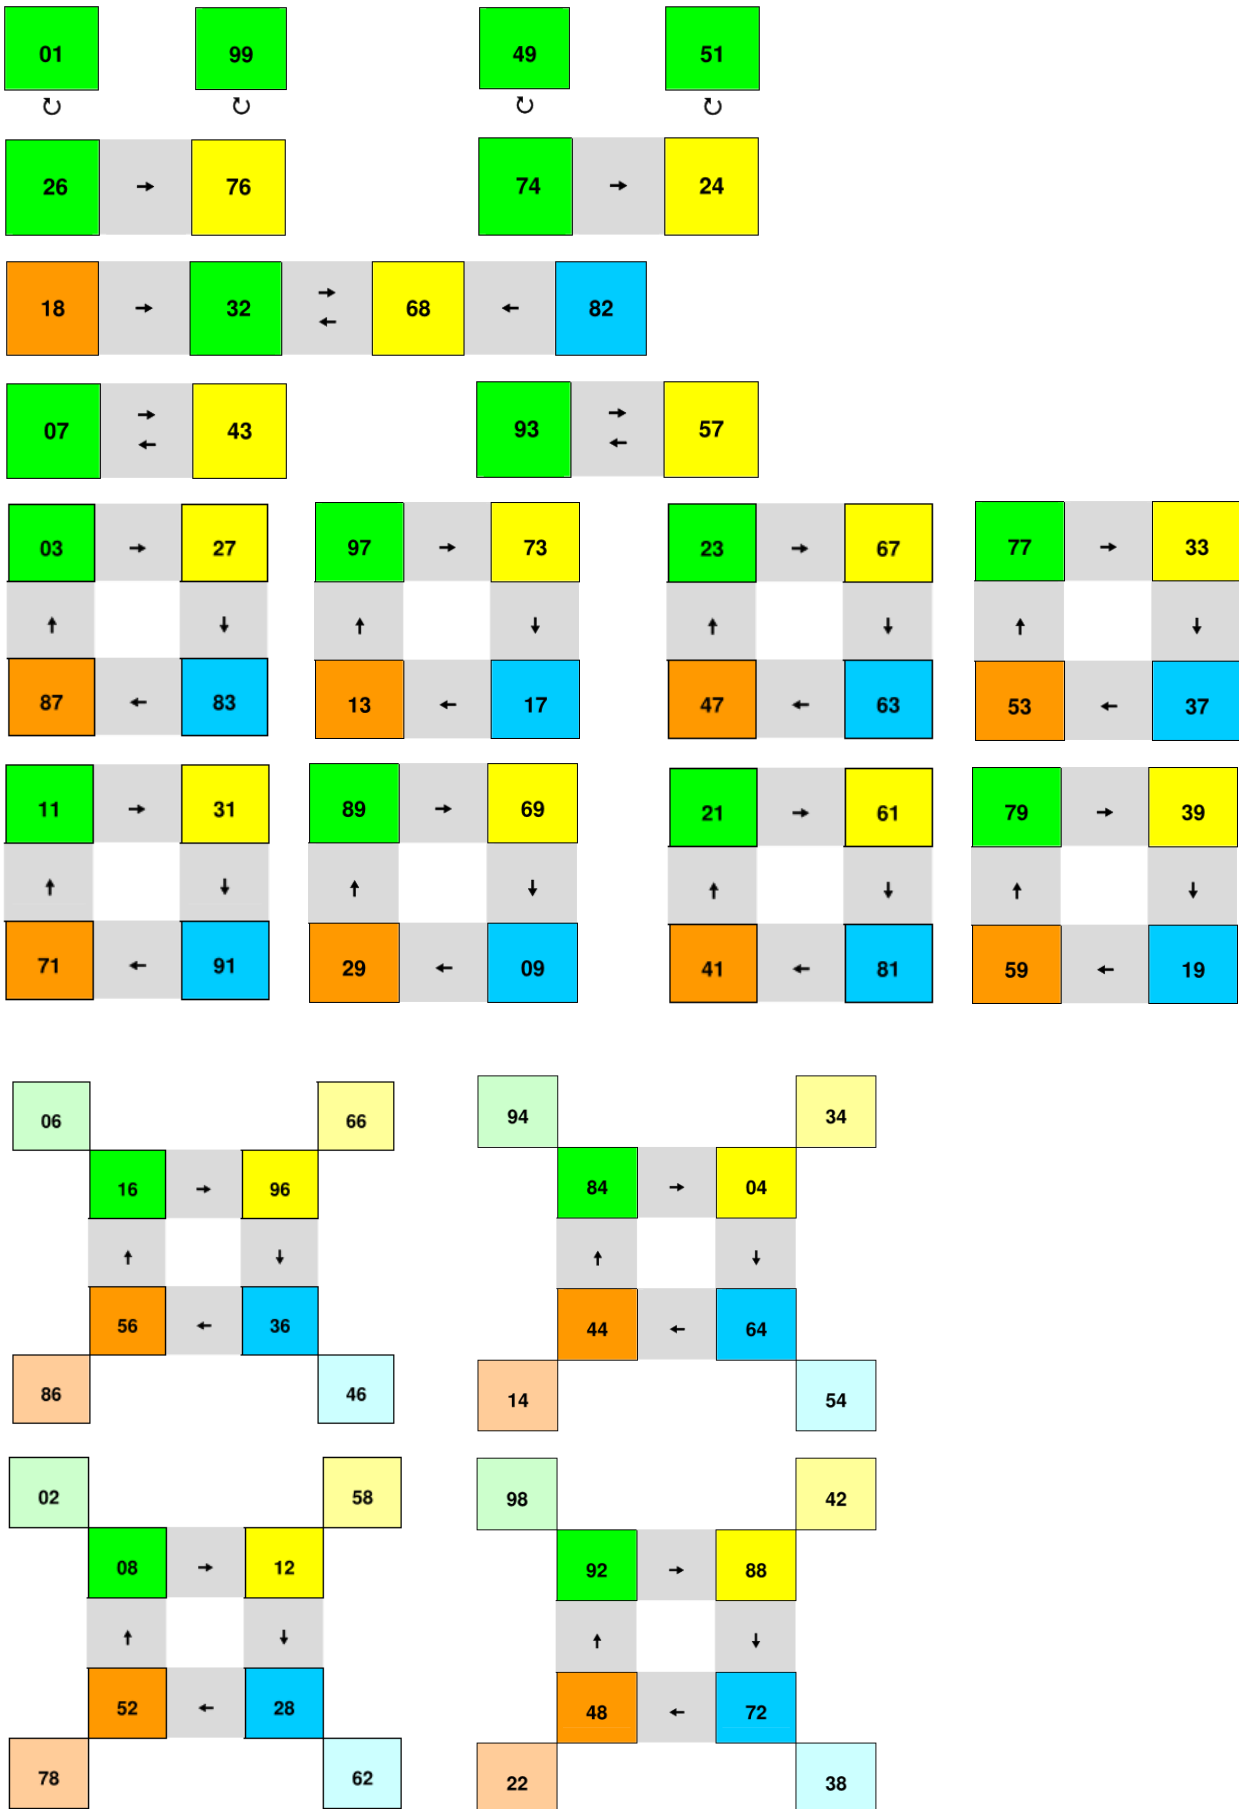 01 99 49 51
↻ ↻ ↻ ↻
26 → 76 74 → 24
18 → 32 → ← 68 ← 82
07 → ← 43 93 → ← 57
03 → 27 97 → 73 23 → 67 77 → 33
↑ ↓ ↑ ↓ ↑ ↓ ↑ ↓
87 ← 83 13 ← 17 47 ← 63 53 ← 37
11 → 31 89 → 69 21 → 61 79 → 39
↑ ↓ ↑ ↓ ↑ ↓ ↑ ↓
71 ← 91 29 ← 09 41 ← 81 59 ← 19
06 66 94 34
16 → 96 84 → 04
↑ ↓ ↑ ↓
56 ← 36 44 ← 64
86 46 14 54
02 58 98 42
08 → 12 92 → 88
↑ ↓ ↑ ↓
52 ← 28 48 ← 72
78 62 22 38